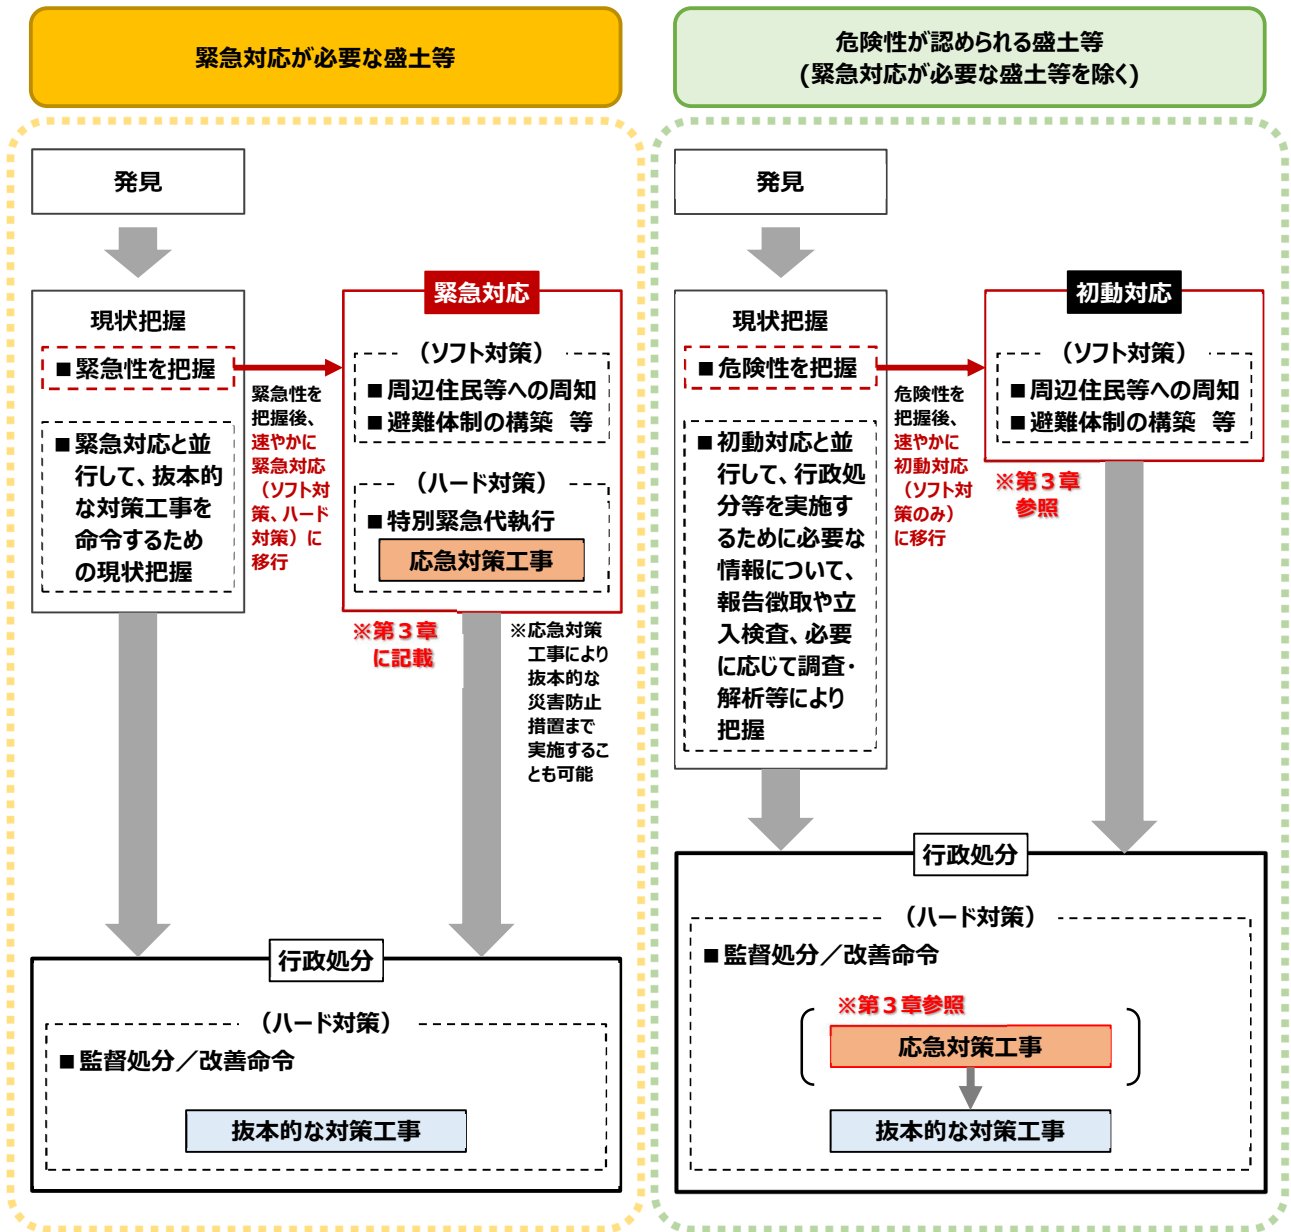 緊急対応が必要な盛土等
発見
現状把握
■緊急性を把握
■緊急対応と並
行して、抜本的
な対策工事を
命令するため
の現状把握
緊急性を
把握後、
速やかに
緊急対応
（ソフト対
策、ハード
対策）に
移行
緊急対応
（ソフト対策）
■周辺住民等への周知
■避難体制の構築 等
（ハード対策）
■特別緊急代執行
応急対策工事
※第３章
に記載
※応急対策
工事により
抜本的な
災害防止
措置まで
実施するこ
とも可能
行政処分
（ハード対策）
■監督処分／改善命令
抜本的な対策工事
危険性が認められる盛土等
(緊急対応が必要な盛土等を除く)
発見
現状把握
■危険性を把握
■初動対応と並
行して、行政処
分等を実施す
るために必要な
情報について、
報告徴取や立
入検査、必要
に応じて調査・
解析等により
把握
危険性を
把握後、
速やかに
初動対応
（ソフト対
策のみ）
に移行
初動対応
（ソフト対策）
■周辺住民等への周知
■避難体制の構築 等
※第３章
参照
行政処分
（ハード対策）
■監督処分／改善命令
※第３章参照
応急対策工事
抜本的な対策工事